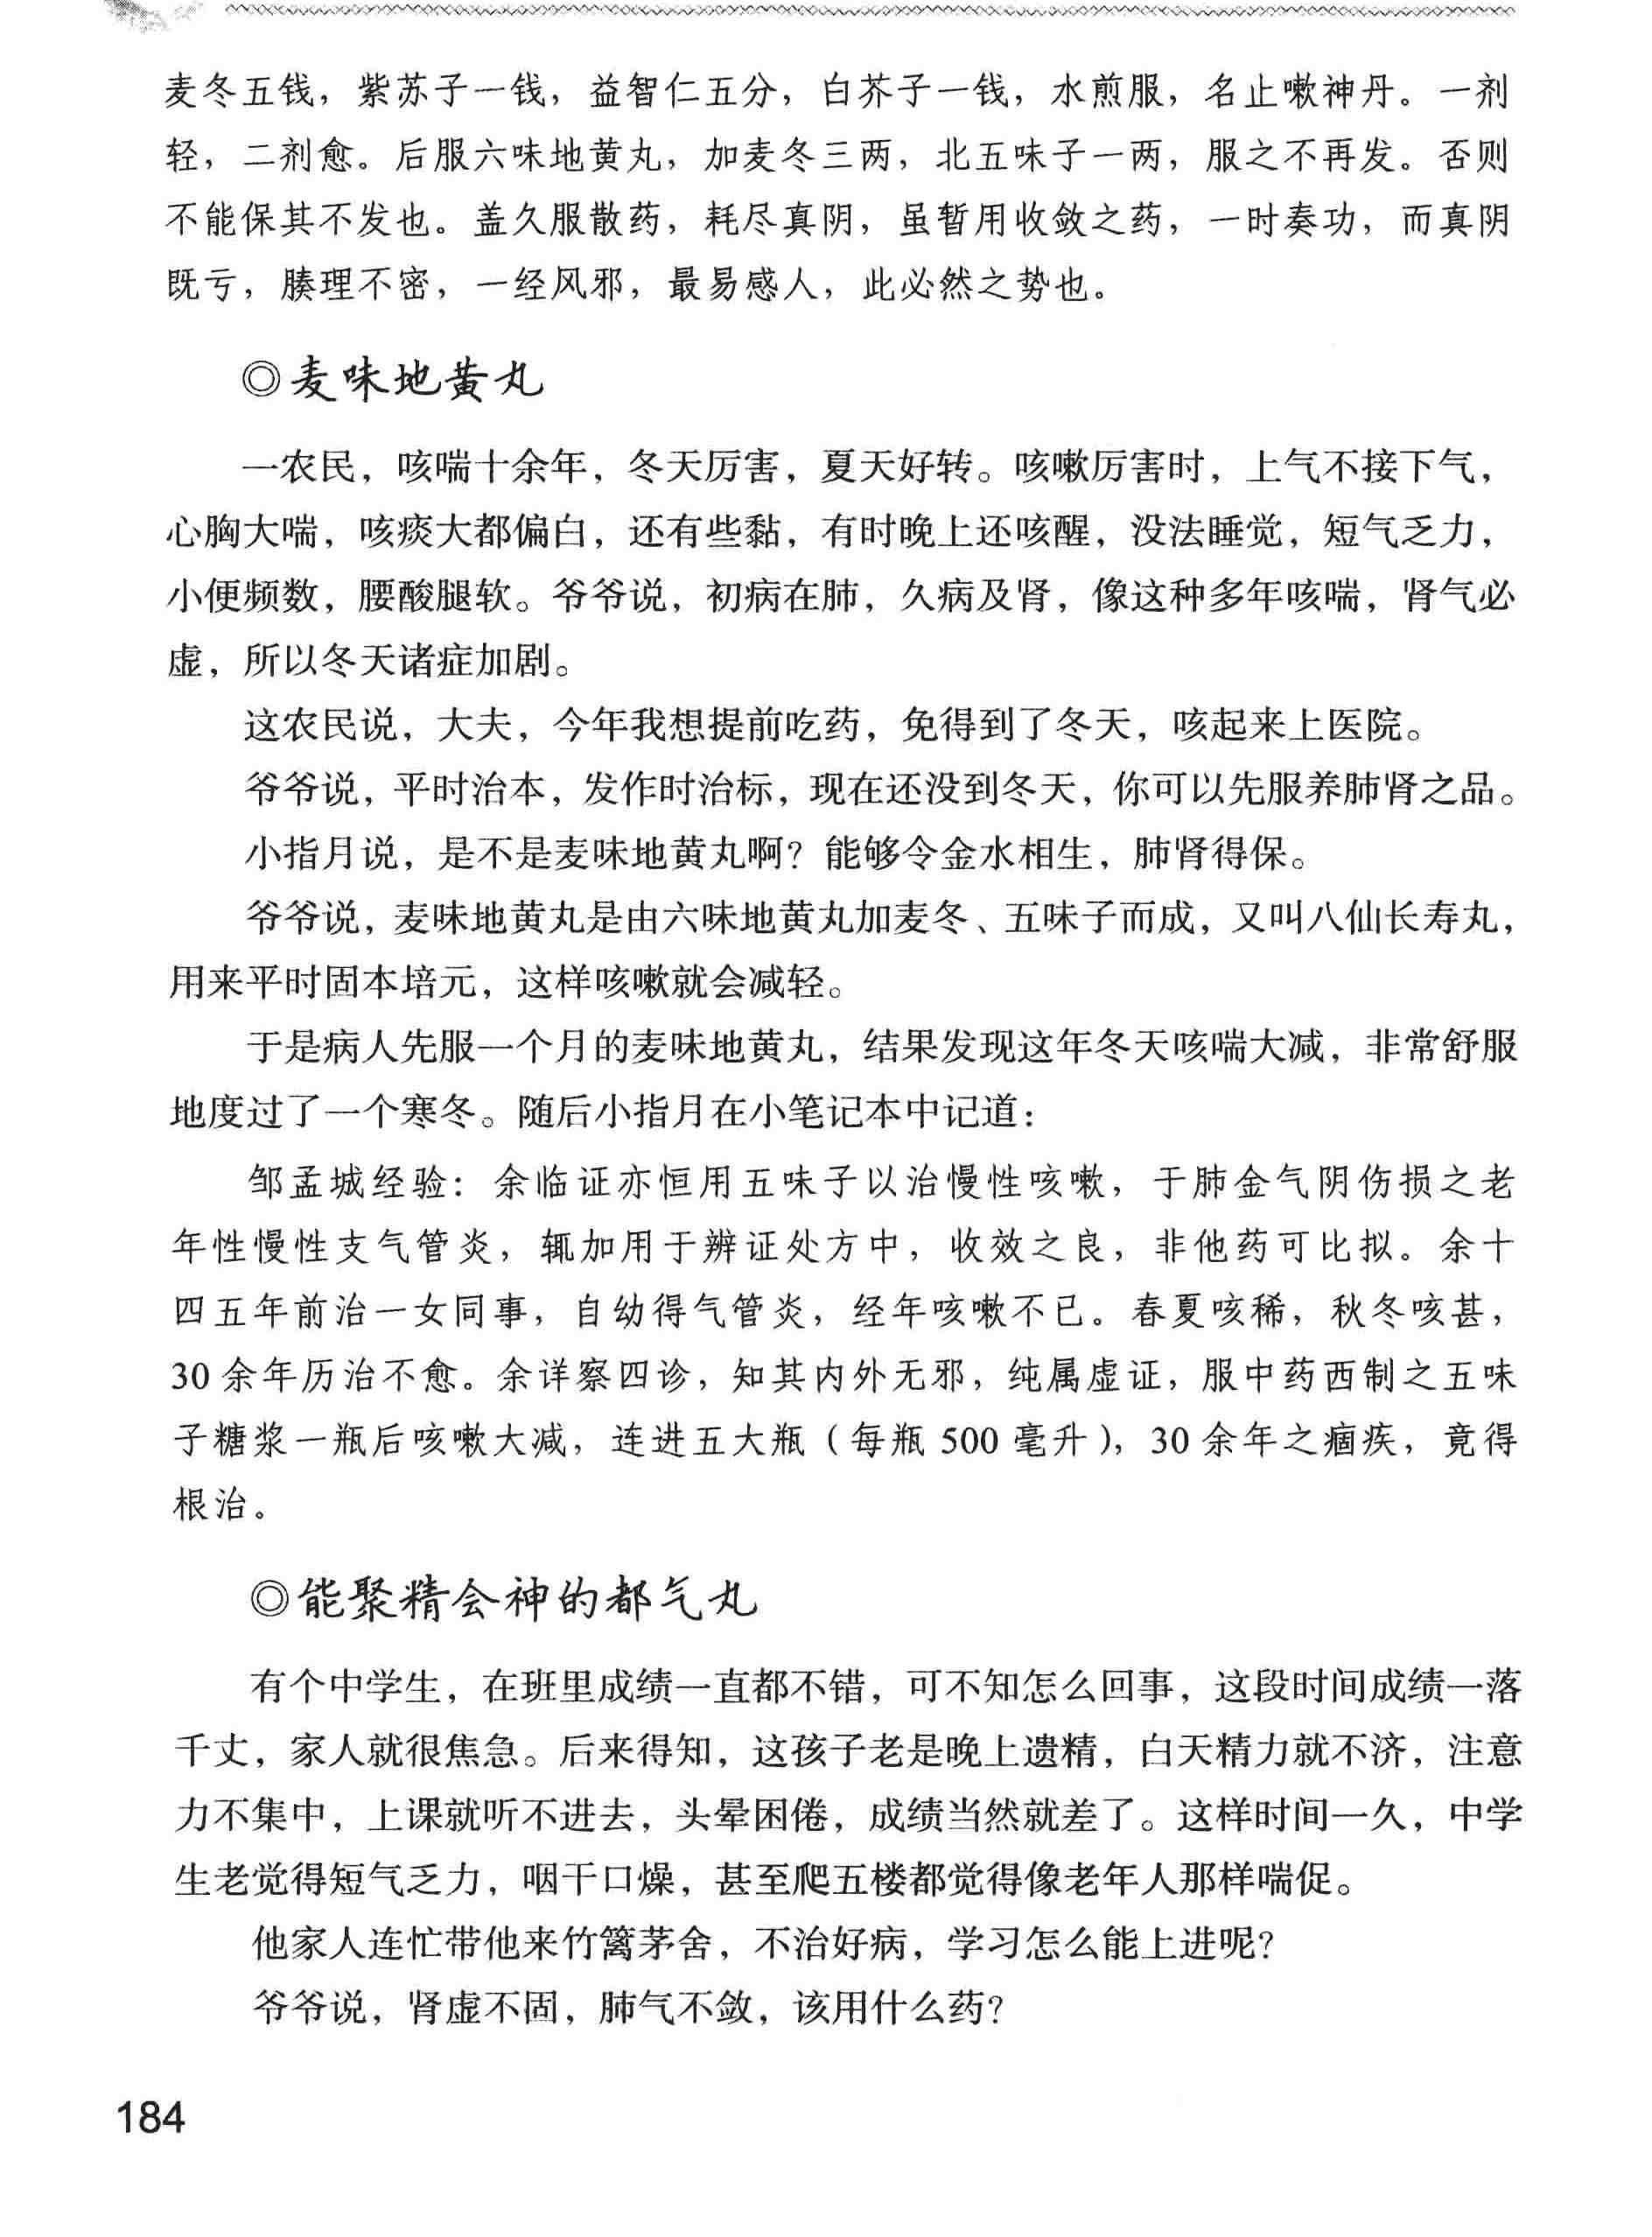 麦冬五钱，紫苏子一钱，益智仁五分，白芥子一钱，水煎服，名止嗽神丹。一剂
轻，二剂愈。后服六味地黄丸，加麦冬三两，北五味子一两，服之不再发。否则
不能保其不发也。盖久服散药，耗尽真阴，虽暂用收敛之药，一时奏功，而真阴
既亏，腠理不密，一经风邪，最易感人，此必然之势也。
◎麦味地黄丸
一农民，咳喘十余年，冬天厉害，夏天好转。咳嗽厉害时，上气不接下气，
心胸大喘，咳痰大都偏白，还有些黏，有时晚上还咳醒，没法睡觉，短气乏力，
小便频数，腰酸腿软。爷爷说，初病在肺，久病及肾，像这种多年咳喘，肾气必
虚，所以冬天诸症加剧。
这农民说，大夫，今年我想提前吃药，免得到了冬天，咳起来上医院。
爷爷说，平时治本，发作时治标，现在还没到冬天，你可以先服养肺肾之品。
小指月说，是不是麦味地黄丸啊？能够令金水相生，肺肾得保。
爷爷说，麦味地黄丸是由六味地黄丸加麦冬、五味子而成，又叫八仙长寿丸，
用来平时固本培元，这样咳嗽就会减轻。
于是病人先服一个月的麦味地黄丸，结果发现这年冬天咳喘大减，非常舒服
地度过了一个寒冬。随后小指月在小笔记本中记道：
邹孟城经验：余临证亦恒用五味子以治慢性咳嗽，于肺金气阴伤损之老
年性慢性支气管炎，辄加用于辨证处方中，收效之良，非他药可比拟。余十
四五年前治一女同事，自幼得气管炎，经年咳嗽不已。春夏咳稀，秋冬咳甚，
30余年历治不愈。余详察四诊，知其内外无邪，纯属虚证，服中药西制之五味
子糖浆一瓶后咳嗽大减，连进五大瓶（每瓶500毫升），30余年之痼疾，竟得
根治。
◎能聚精会神的都气丸
有个中学生，在班里成绩一直都不错，可不知怎么回事，这段时间成绩一落
千丈，家人就很焦急。后来得知，这孩子老是晚上遗精，白天精力就不济，注意
力不集中，上课就听不进去，头晕困倦，成绩当然就差了。这样时间一久，中学
生老觉得短气乏力，咽干口燥，甚至爬五楼都觉得像老年人那样喘促。
他家人连忙带他来竹篱茅舍，不治好病，学习怎么能上进呢？
爷爷说，肾虚不固，肺气不敛，该用什么药？
184